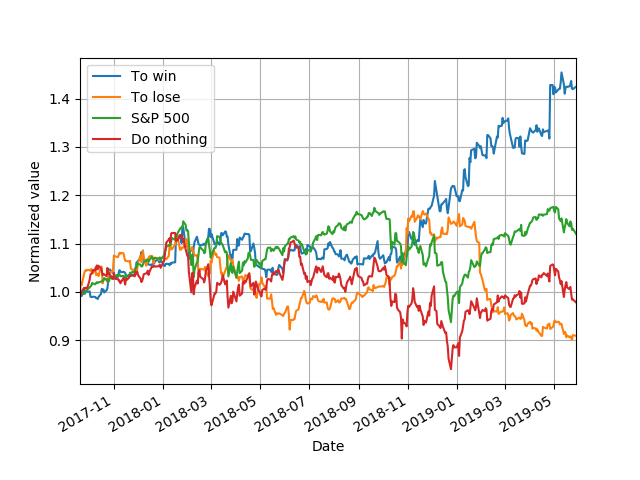 To win
To lose
S&P 500
Do nothing
Normalized value
1.4
1.3
1.2
1.1
1.0
0.9
2017-11
2018-01
2018-03
2018-05
2018-07
2018-09
2018-11
2019-01
2019-03
2019-05
Date